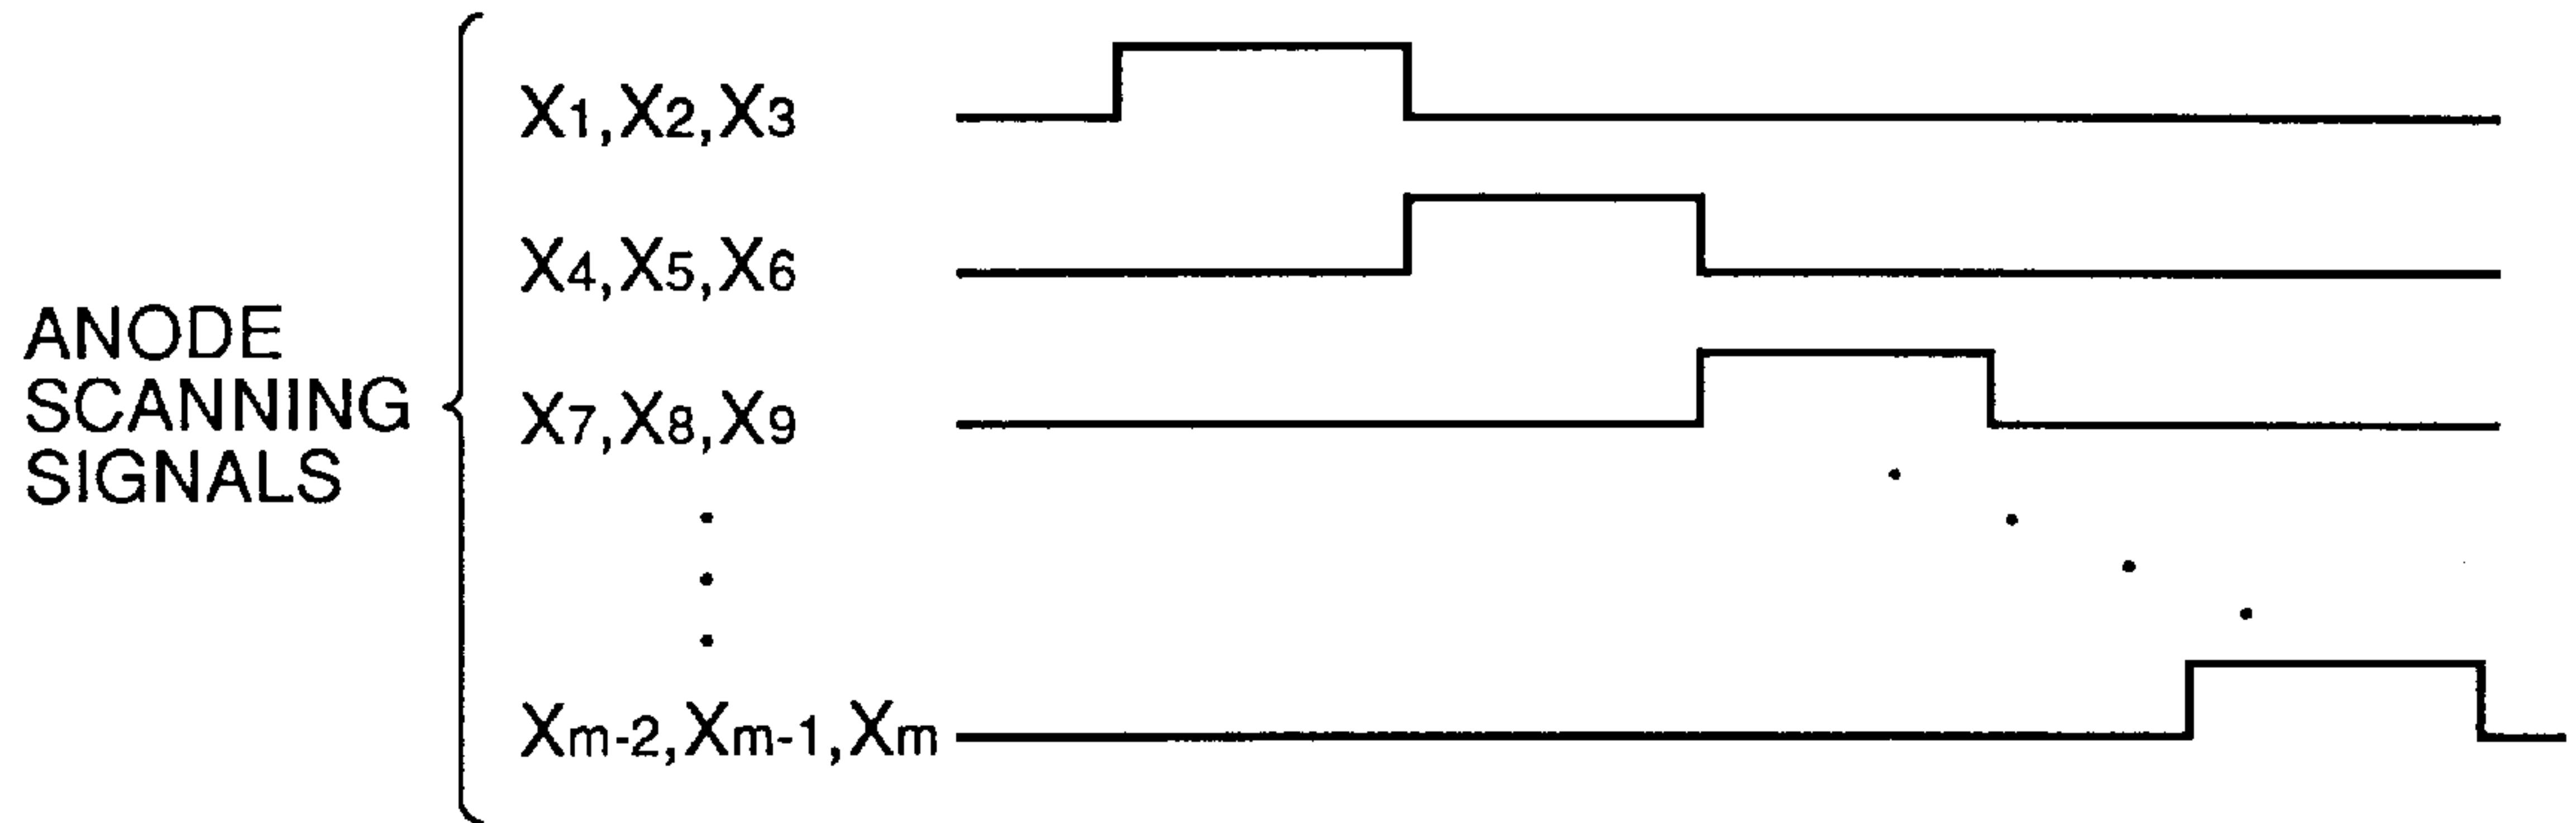 X1,X2,X3
X4,X5,X6
ANODE
SCANNING
SIGNALS
X7,X8,X9
Xm-2,Xm-1,Xm